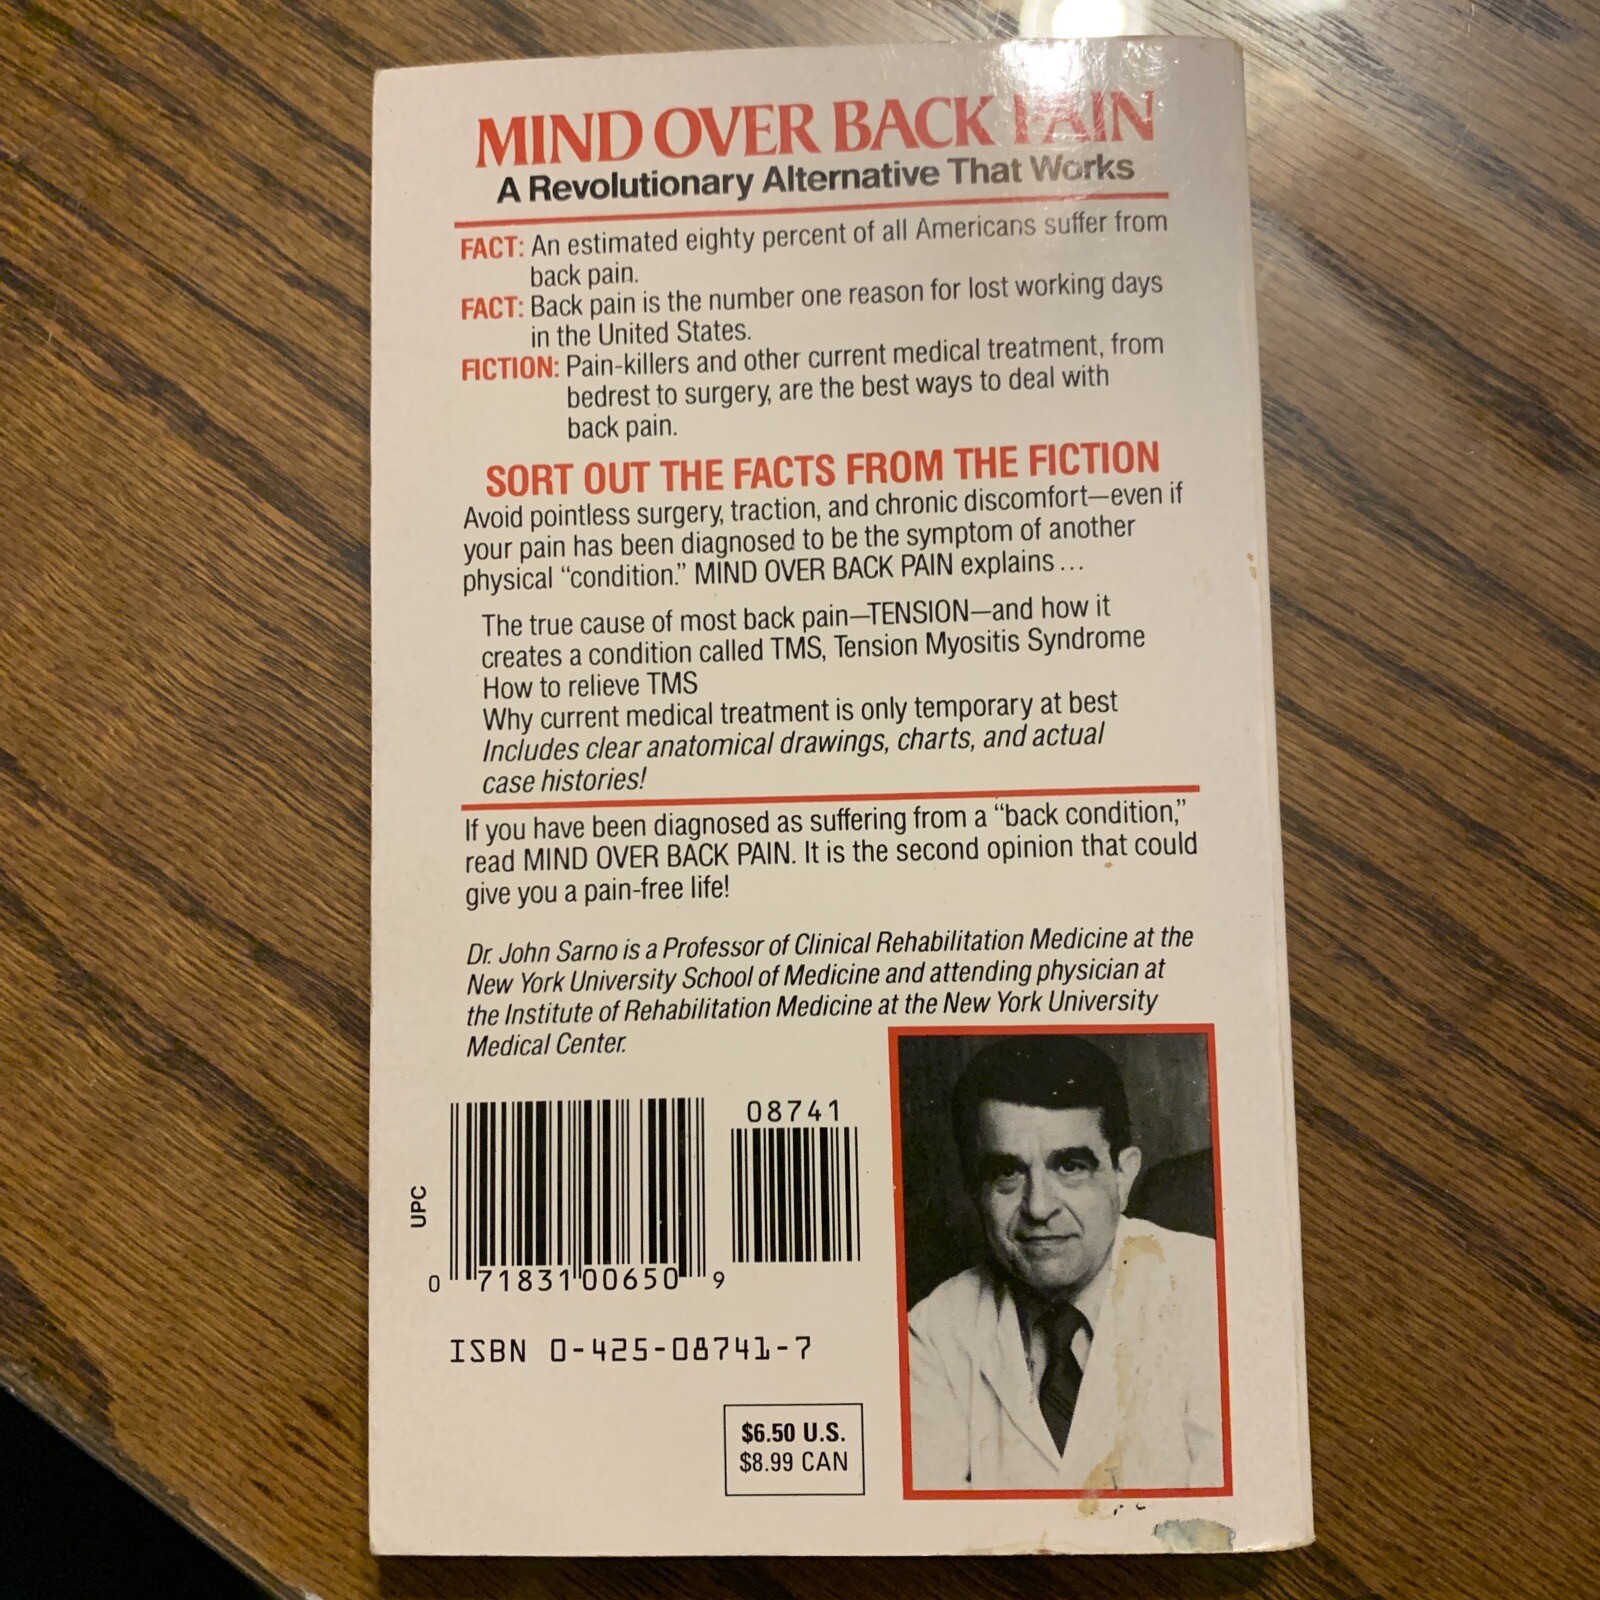 MIND OVER BACK PAIN
A Revolutionary Alternative That Works
FACT: An estimated eighty percent of all Americans suffer from
back pain.
FACT: Back pain is the number one reason for lost working days
in the United States.
FICTION: Pain-killers and other current medical treatment, from
bedrest to surgery, are the best ways to deal with
back pain.
SORT OUT THE FACTS FROM THE FICTION
Avoid pointless surgery, traction, and chronic discomfort—even if
your pain has been diagnosed to be the symptom of another
physical “condition.” MIND OVER BACK PAIN explains...
The true cause of most back pain—TENSION—and how it
creates a condition called TMS, Tension Myositis Syndrome
How to relieve TMS
Why current medical treatment is only temporary at best
Includes clear anatomical drawings, charts, and actual
case histories!
If you have been diagnosed as suffering from a “back condition,”
read MIND OVER BACK PAIN. It is the second opinion that could
give you a pain-free life!
Dr. John Sarno is a Professor of Clinical Rehabilitation Medicine at the
New York University School of Medicine and attending physician at
the Institute of Rehabilitation Medicine at the New York University
Medical Center.
08741
UPC
0 71831 00650 9
ISBN 0-425-08741-7
$6.50 U.S.
$8.99 CAN